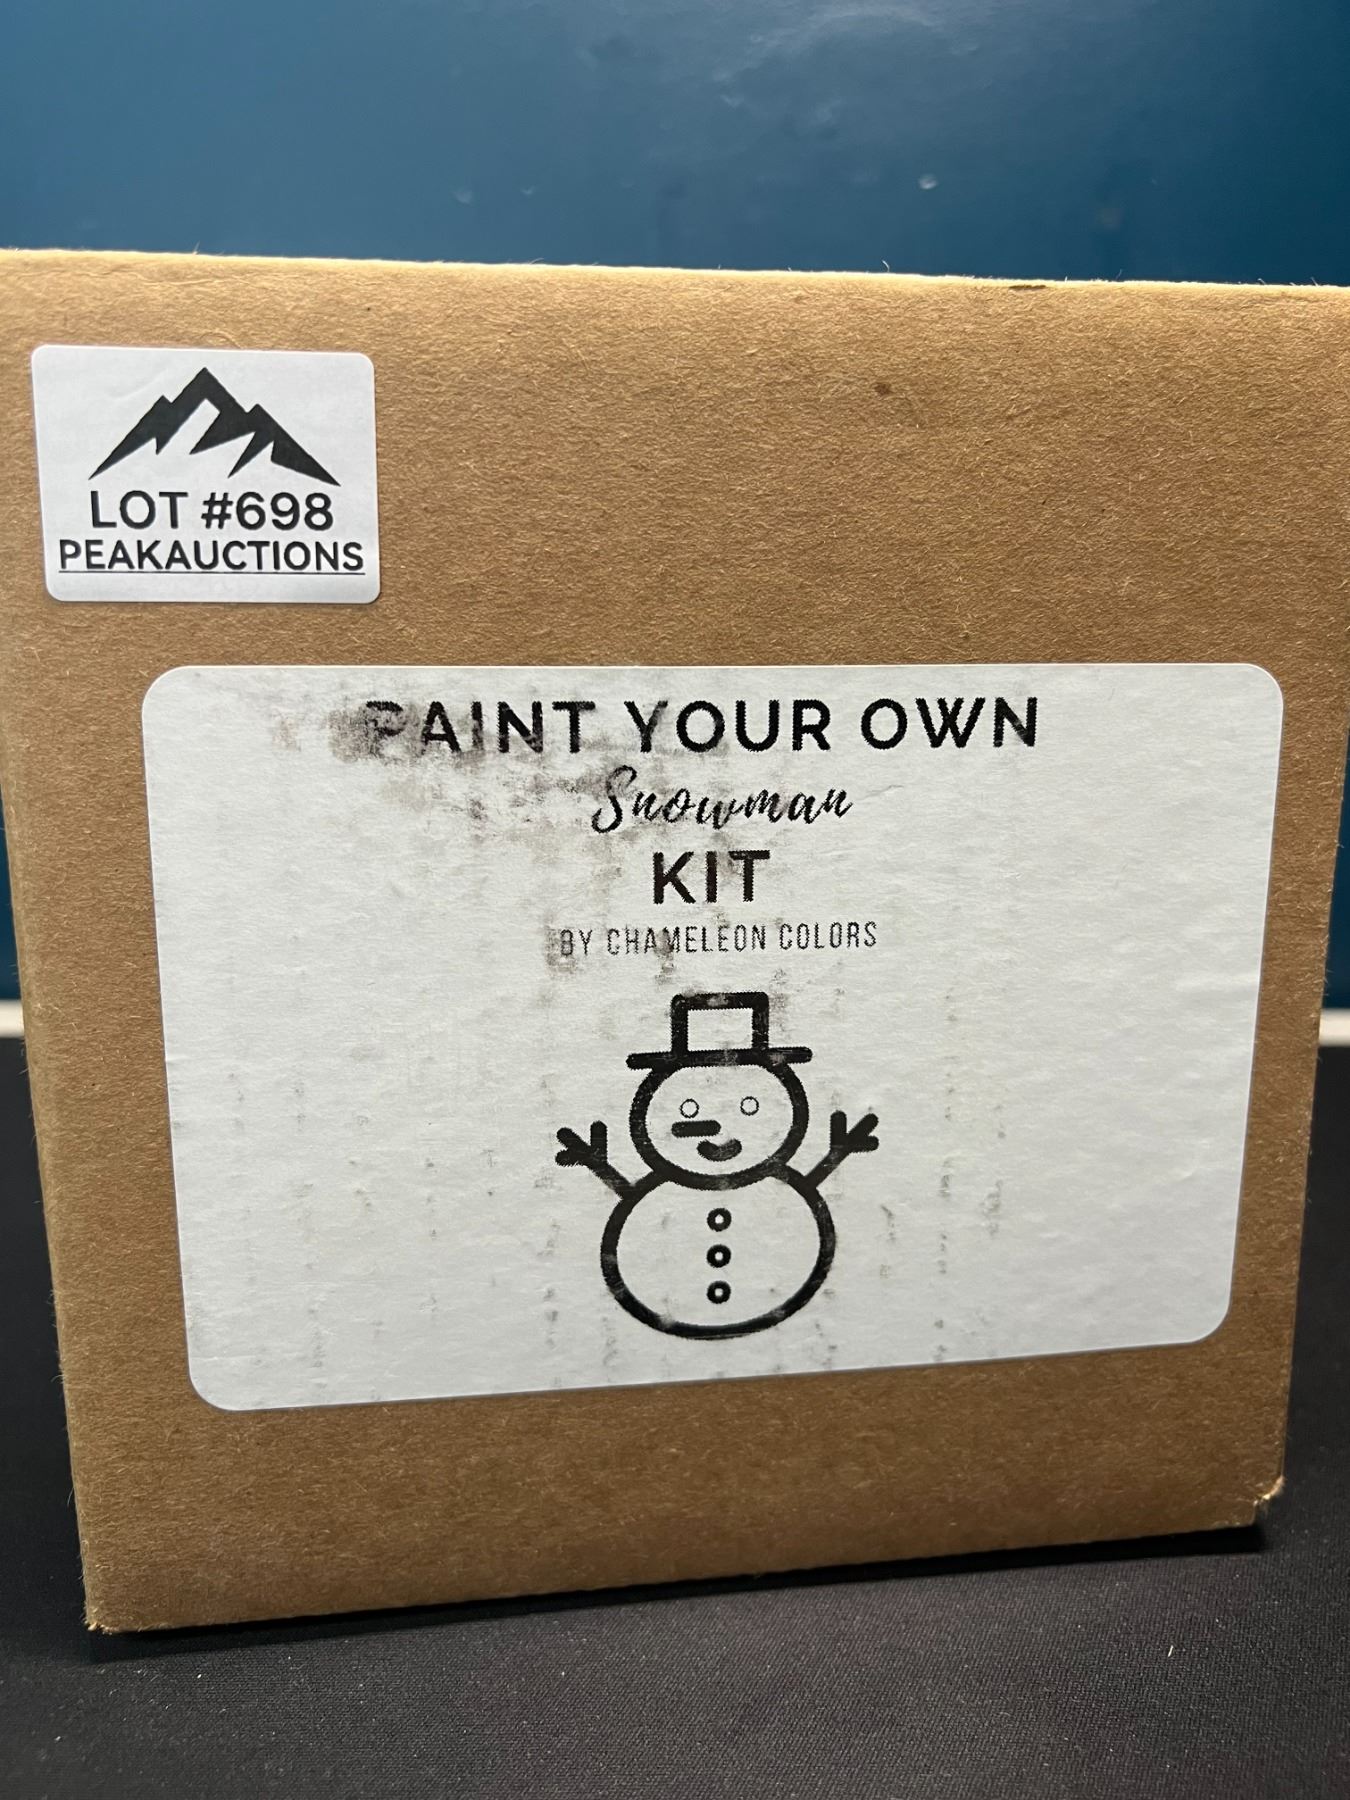 LOT #698
PEAKAUCTIONS
PAINT YOUR OWN
Snowman
KIT
BY CHAMELEON COLORS